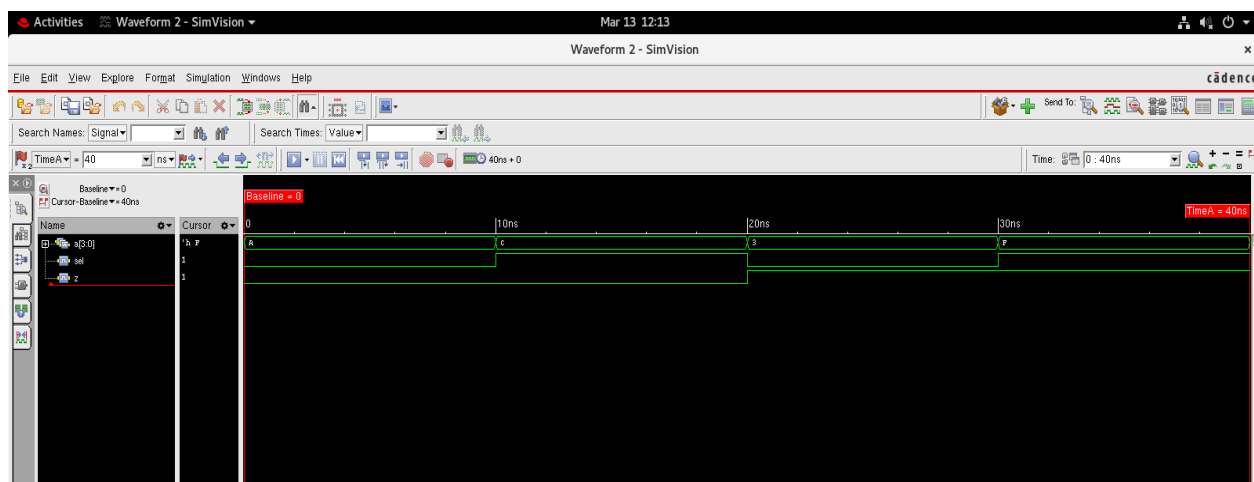 Activities Waveform 2 - SimVision Mar 13 12:13
Waveform 2 - SimVision ×
File Edit View Explore Format Simulation Windows Help cādence
Send To:
Search Names: Signal Search Times: Value
TimeA = 40 ns 40ns + 0 Time: 0 : 40ns
Baseline = 0
Cursor-Baseline = 40ns
Baseline = 0
TimeA = 40ns
Name Cursor 0 10ns 20ns 30ns
a[3:0] 'h F A C 3 F
sel 1
z 1